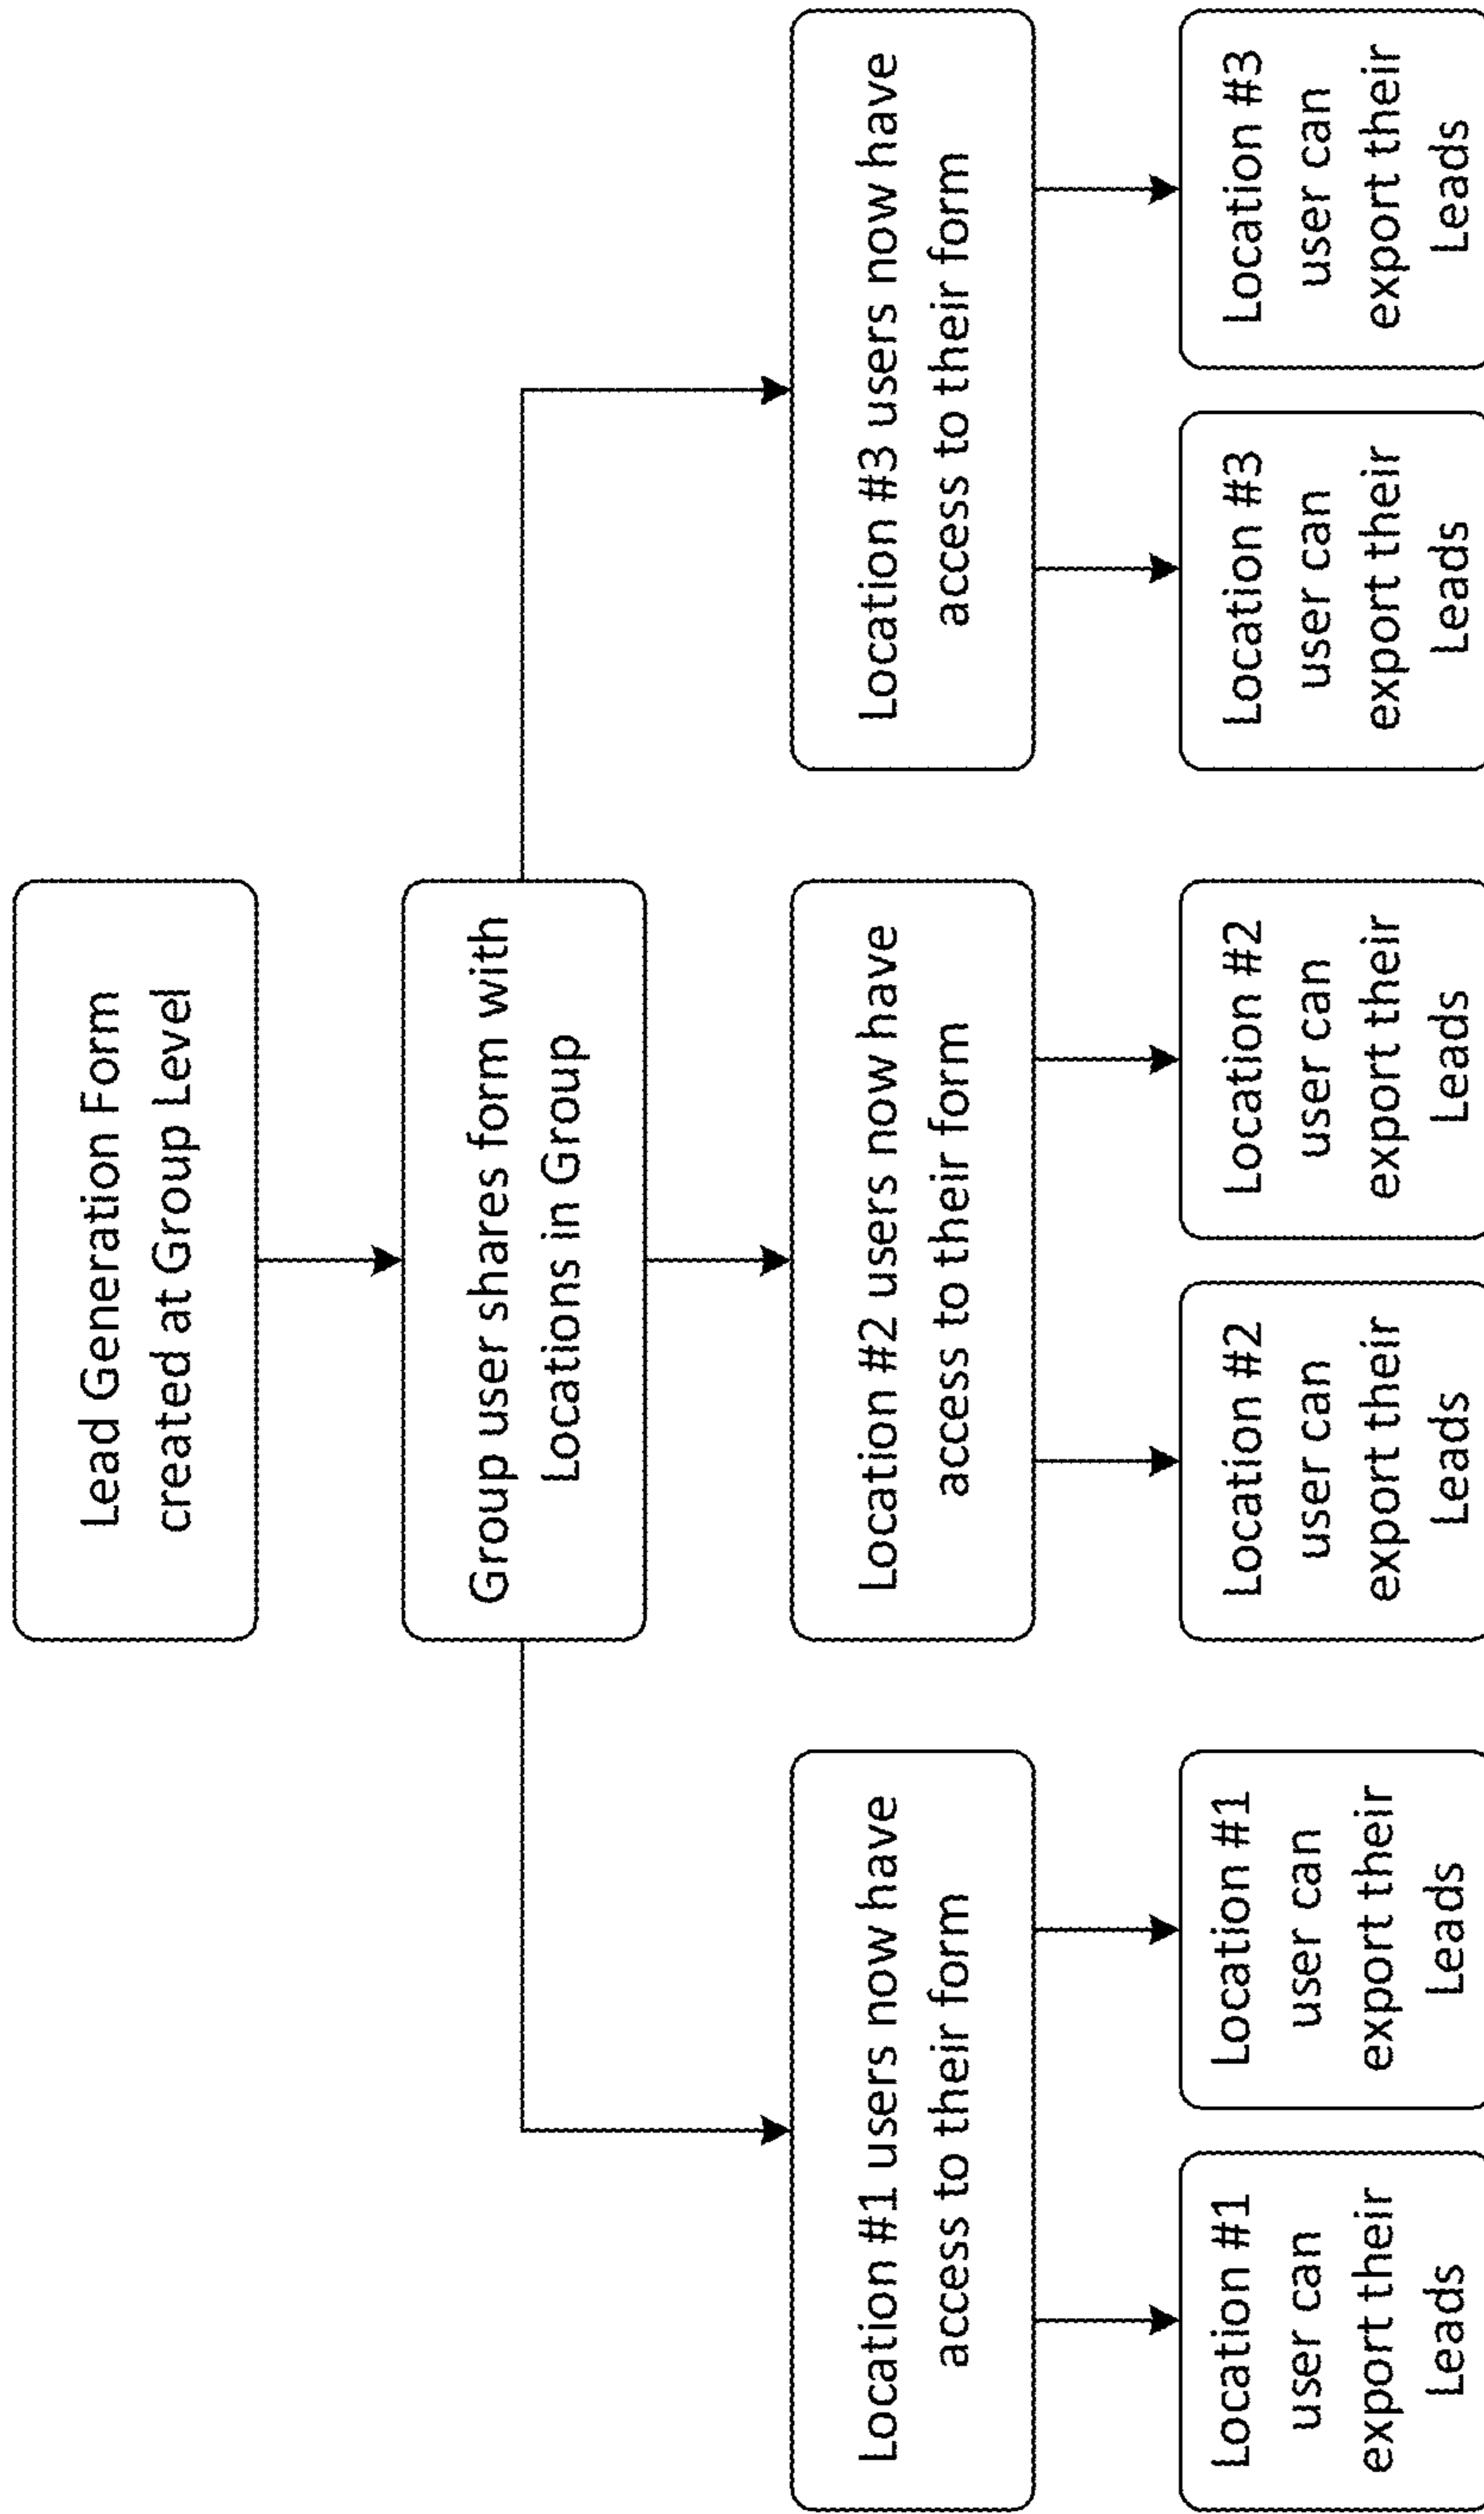 Lead Generation Form
created at Group Level
Group user shares form with
Locations in Group
Location #1 users now have
access to their form
Location #2 users now have
access to their form
Location #3 users now have
access to their form
Location #1
user can
export their
Leads
Location #1
user can
export their
Leads
Location #2
user can
export their
Leads
Location #2
user can
export their
Leads
Location #3
user can
export their
Leads
Location #3
user can
export their
Leads